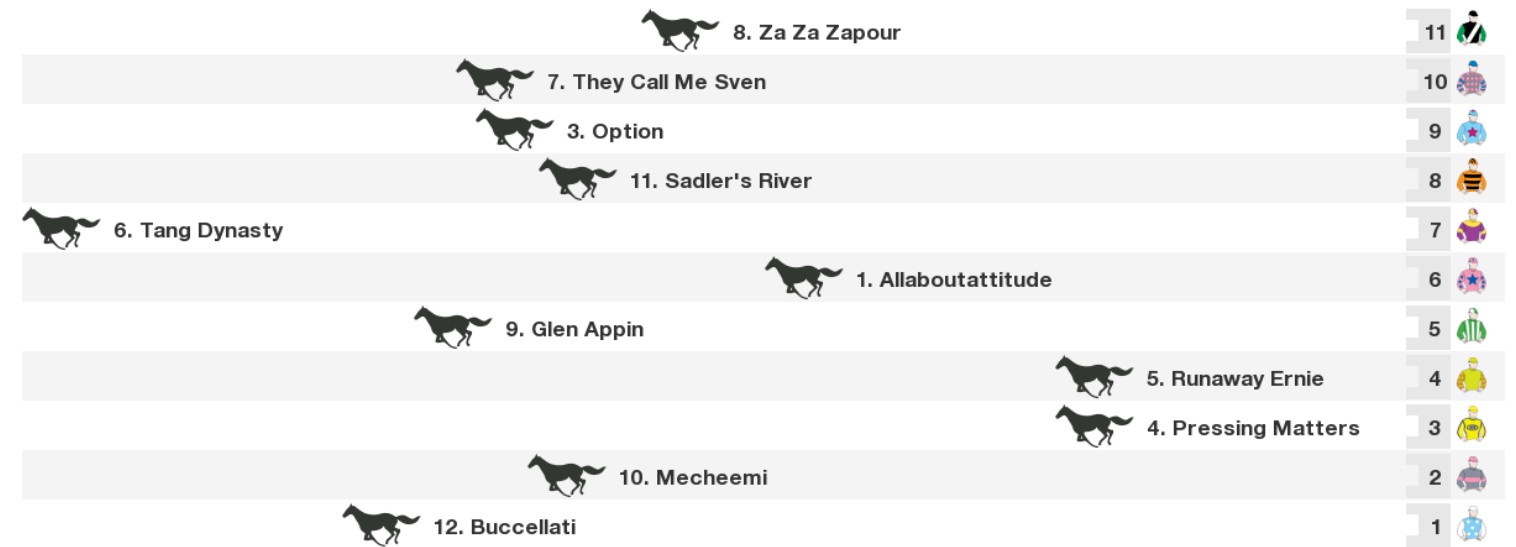 8. Za Za Zapour 11
7. They Call Me Sven 10
3. Option 9
11. Sadler's River 8
6. Tang Dynasty 7
1. Allaboutattitude 6
9. Glen Appin 5
5. Runaway Ernie 4
4. Pressing Matters 3
10. Mecheemi 2
12. Buccellati 1